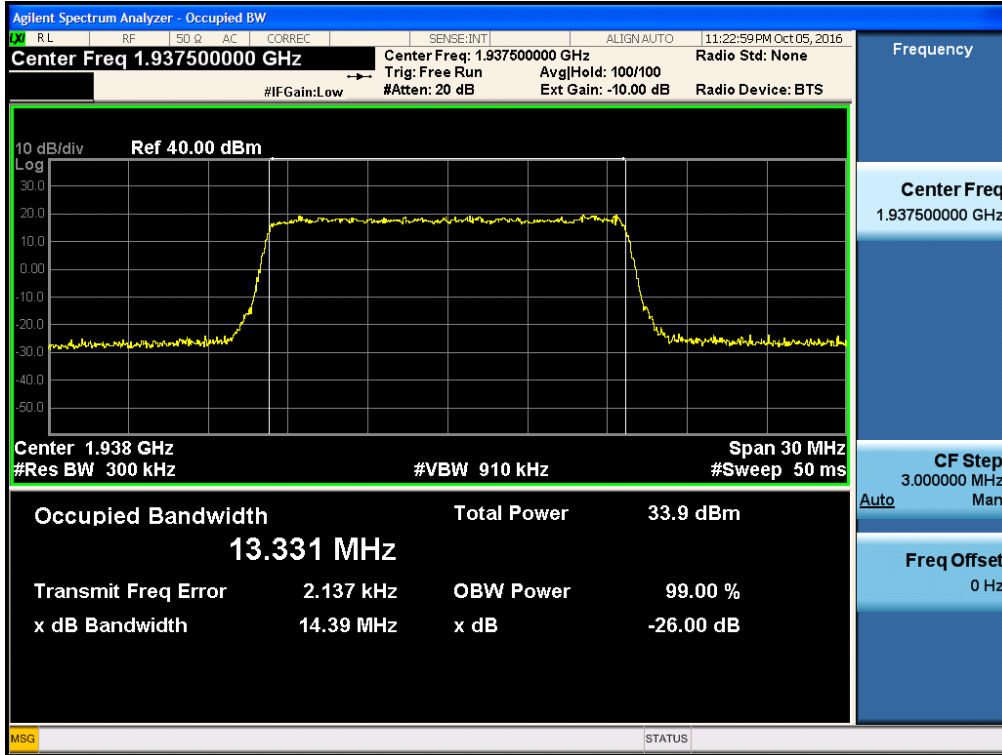 Agilent Spectrum Analyzer - Occupied BW
LXI RL RF 50 Ω AC CORREC SENSE:INT ALIGN AUTO 11:22:59 PM Oct 05, 2016
Center Freq 1.937500000 GHz
Center Freq: 1.937500000 GHz Radio Std: None
Trig: Free Run Avg|Hold: 100/100
#IFGain:Low #Atten: 20 dB Ext Gain: -10.00 dB Radio Device: BTS
10 dB/div Ref 40.00 dBm
Log
30.0
20.0
10.0
0.00
-10.0
-20.0
-30.0
-40.0
-50.0
Center 1.938 GHz Span 30 MHz
#Res BW 300 kHz #VBW 910 kHz #Sweep 50 ms
Occupied Bandwidth Total Power 33.9 dBm
13.331 MHz
Transmit Freq Error 2.137 kHz OBW Power 99.00 %
x dB Bandwidth 14.39 MHz x dB -26.00 dB
MSG STATUS
Frequency
Center Freq
1.937500000 GHz
CF Step
3.000000 MHz
Auto Man
Freq Offset
0 Hz